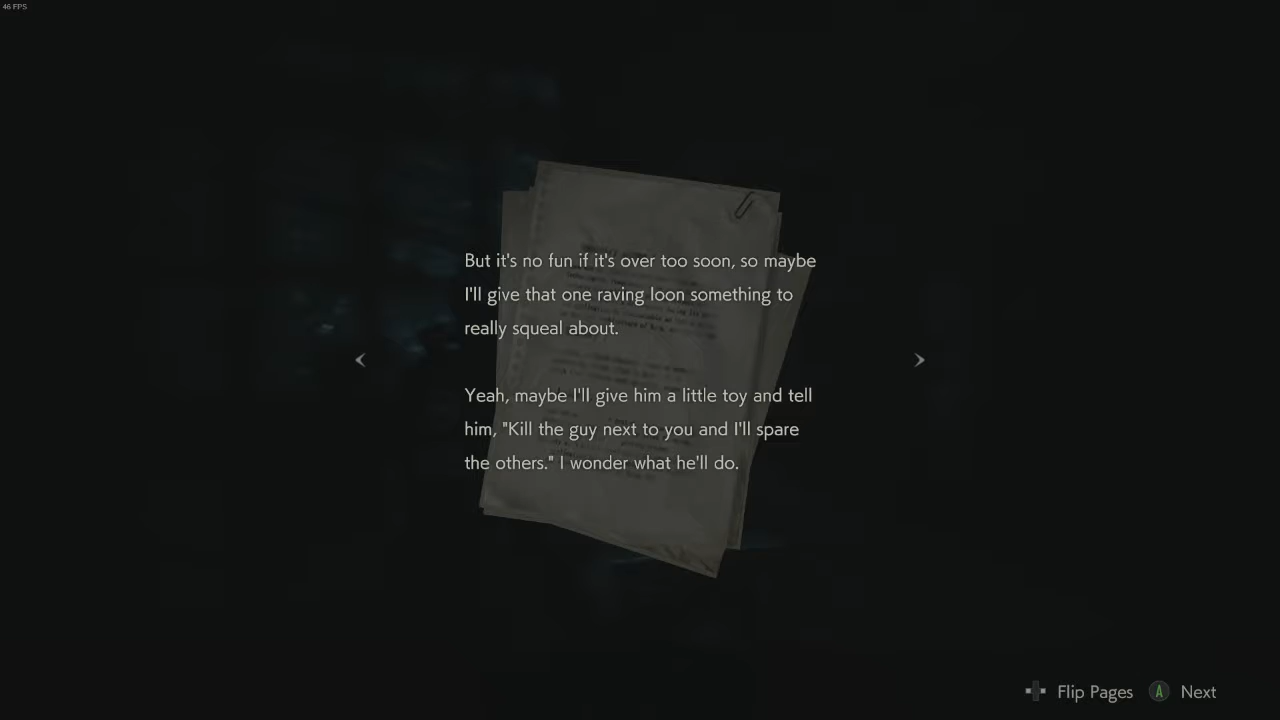 46 FPS
But it's no fun if it's over too soon, so maybe
I'll give that one raving loon something to
really squeal about.
Yeah, maybe I'll give him a little toy and tell
him, "Kill the guy next to you and I'll spare
the others." I wonder what he'll do.
Flip Pages A Next